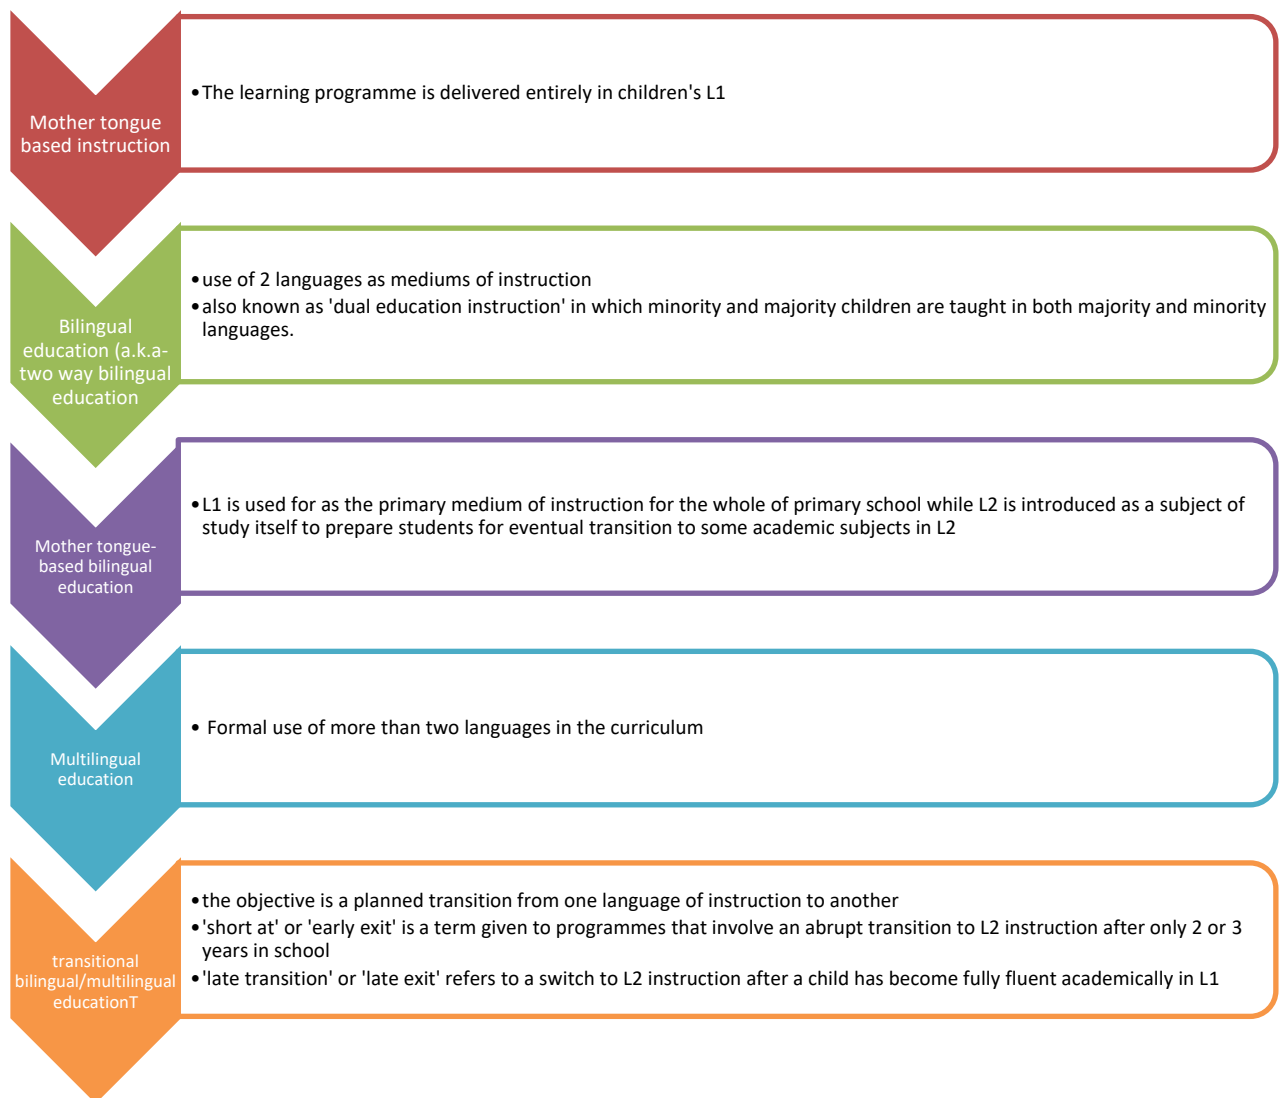 Mother tongue
based instruction
•The learning programme is delivered entirely in children's L1
Bilingual
education (a.k.a-
two way bilingual
education
•use of 2 languages as mediums of instruction
•also known as 'dual education instruction' in which minority and majority children are taught in both majority and minority
languages.
Mother tongue-
based bilingual
education
•L1 is used for as the primary medium of instruction for the whole of primary school while L2 is introduced as a subject of
study itself to prepare students for eventual transition to some academic subjects in L2
Multilingual
education
• Formal use of more than two languages in the curriculum
transitional
bilingual/multilingual
educationT
•the objective is a planned transition from one language of instruction to another
•'short at' or 'early exit' is a term given to programmes that involve an abrupt transition to L2 instruction after only 2 or 3
years in school
•'late transition' or 'late exit' refers to a switch to L2 instruction after a child has become fully fluent academically in L1